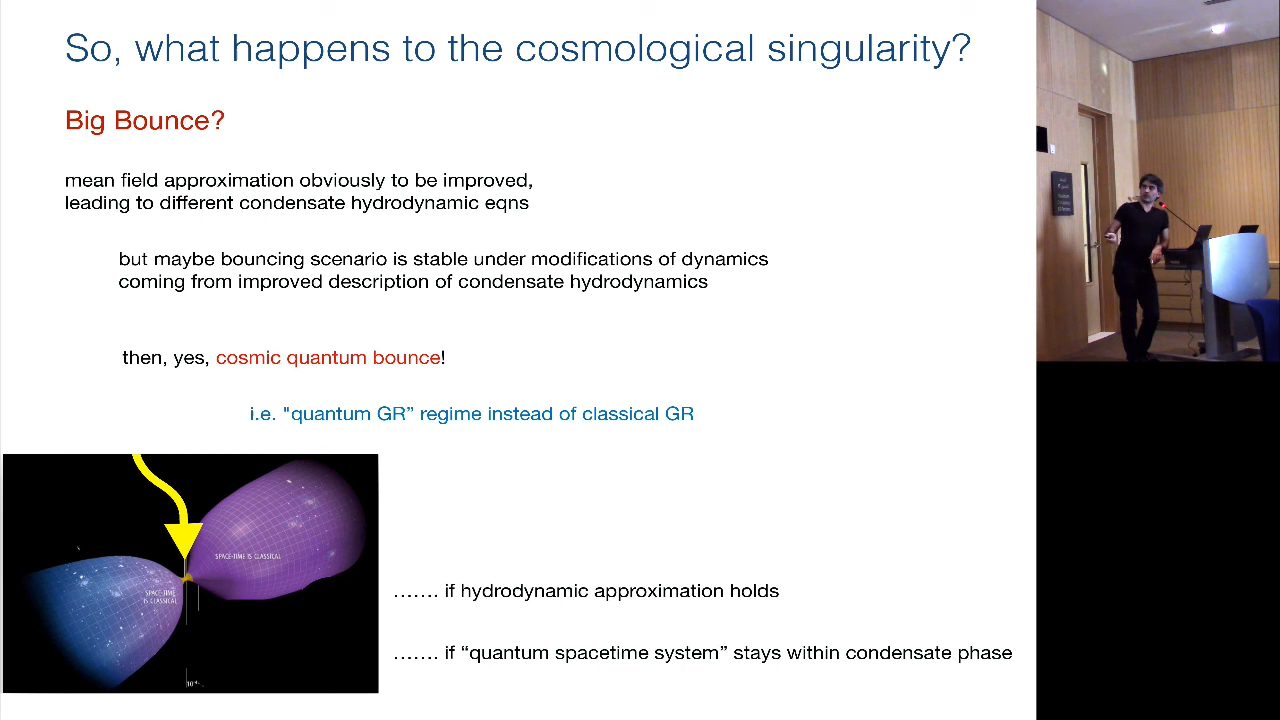 So, what happens to the cosmological singularity?
Big Bounce?
mean field approximation obviously to be improved,
leading to different condensate hydrodynamic eqns
but maybe bouncing scenario is stable under modifications of dynamics
coming from improved description of condensate hydrodynamics
then, yes, cosmic quantum bounce!
i.e. "quantum GR” regime instead of classical GR
SPACE-TIME IS CLASSICAL
SPACE-TIME
IS CLASSICAL
……. if hydrodynamic approximation holds
……. if “quantum spacetime system” stays within condensate phase